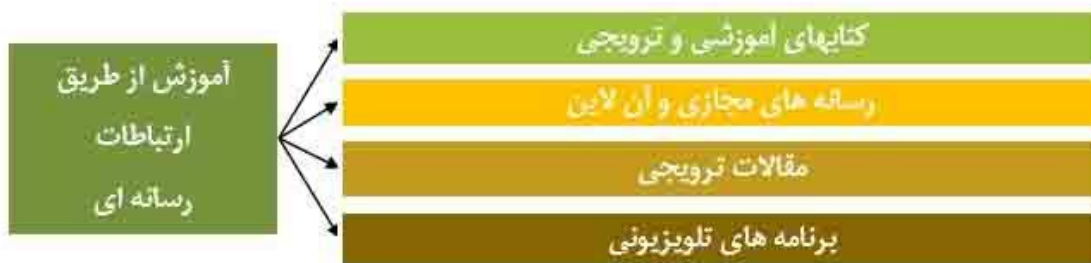 آموزش از طریق
ارتباطات
رسانه ای
کتابهای آموزشی و ترویجی
رسانه های مجازی و آن لاین
مقالات ترویجی
برنامه های تلویزیونی